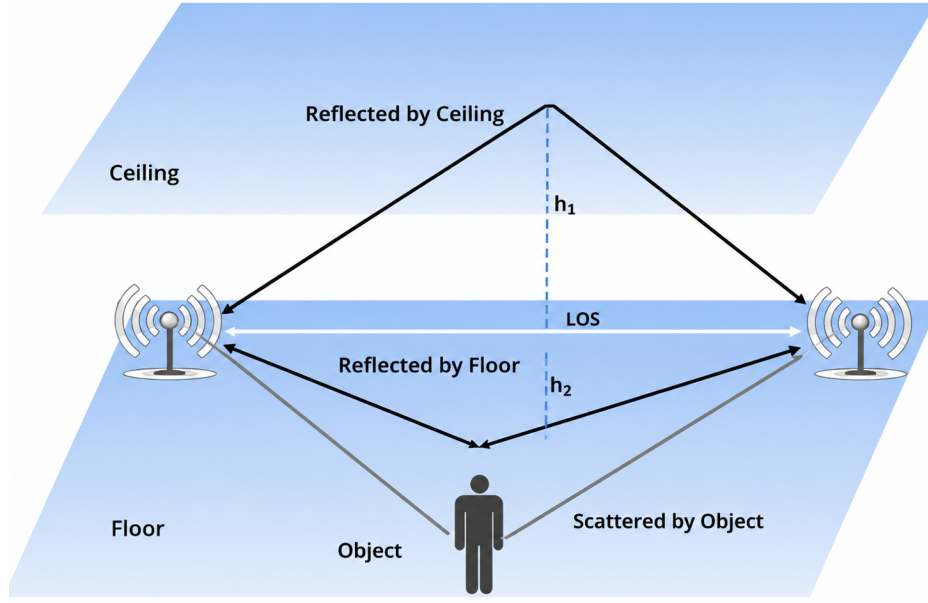 Reflected by Ceiling
Ceiling
h₁
LOS
Reflected by Floor
h₂
Scattered by Object
Floor
Object